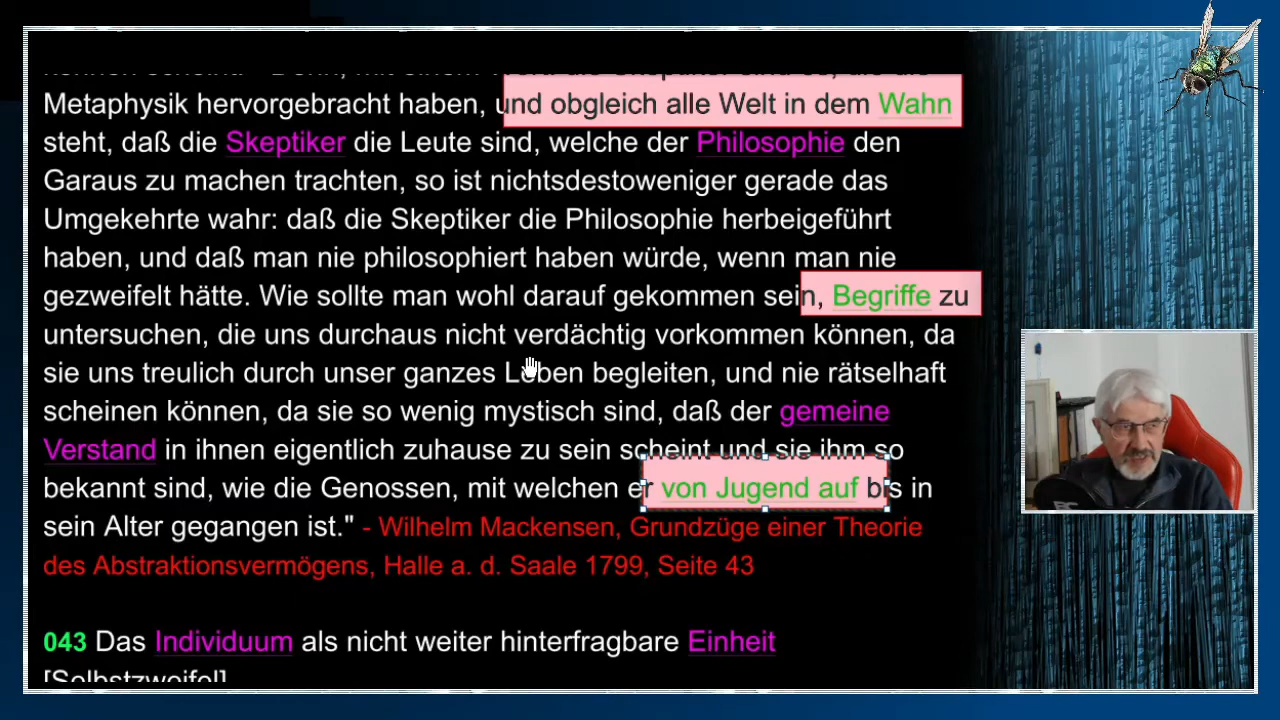 Metaphysik hervorgebracht haben, und obgleich alle Welt in dem Wahn
steht, daß die Skeptiker die Leute sind, welche der Philosophie den
Garaus zu machen trachten, so ist nichtsdestoweniger gerade das
Umgekehrte wahr: daß die Skeptiker die Philosophie herbeigeführt
haben, und daß man nie philosophiert haben würde, wenn man nie
gezweifelt hätte. Wie sollte man wohl darauf gekommen sein, Begriffe zu
untersuchen, die uns durchaus nicht verdächtig vorkommen können, da
sie uns treulich durch unser ganzes Leben begleiten, und nie rätselhaft
scheinen können, da sie so wenig mystisch sind, daß der gemeine
Verstand in ihnen eigentlich zuhause zu sein scheint und sie ihm so
bekannt sind, wie die Genossen, mit welchen er von Jugend auf bis in
sein Alter gegangen ist." - Wilhelm Mackensen, Grundzüge einer Theorie
des Abstraktionsvermögens, Halle a. d. Saale 1799, Seite 43
043 Das Individuum als nicht weiter hinterfragbare Einheit
[Selbstzweifel]